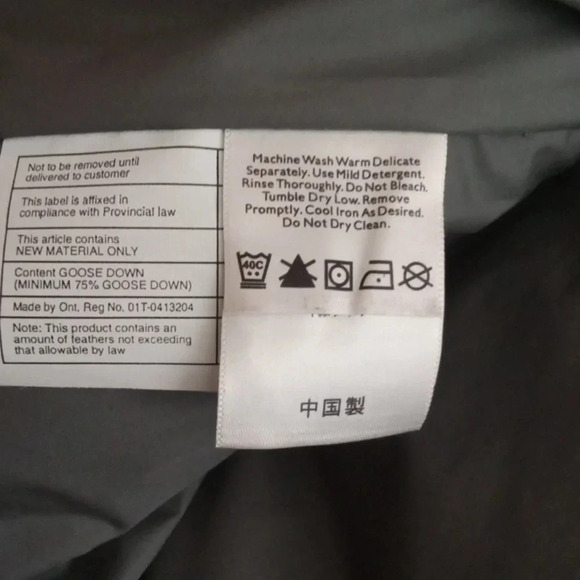 Not to be removed until
delivered to customer
This label is affixed in
compliance with Provincial law
This article contains
NEW MATERIAL ONLY
Content GOOSE DOWN
(MINIMUM 75% GOOSE DOWN)
Made by Ont. Reg No. 01T-0413204
Note: This product contains an
amount of feathers not exceeding
that allowable by law
Machine Wash Warm Delicate
Separately. Use Mild Detergent.
Rinse Thoroughly. Do Not Bleach.
Tumble Dry Low. Remove
Promptly. Cool Iron As Desired.
Do Not Dry Clean.
40C
中国製